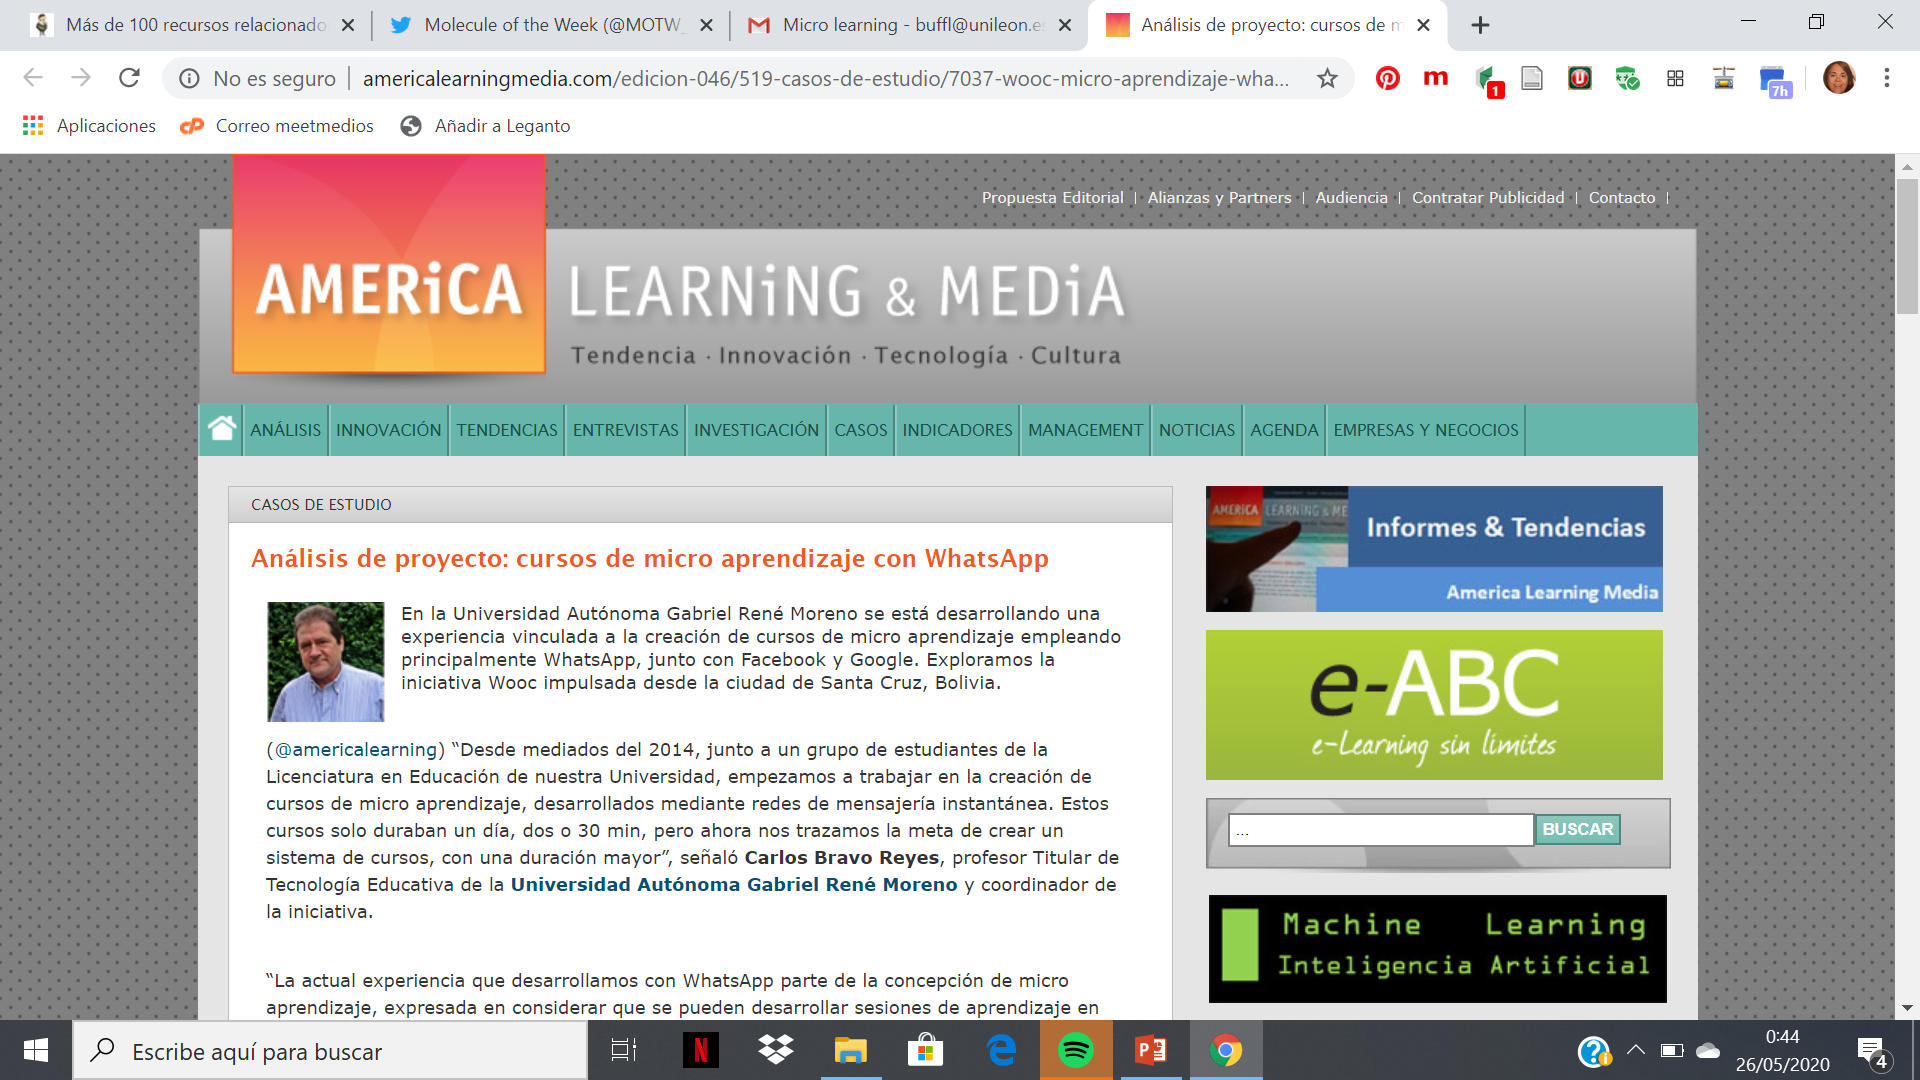 Más de 100 recursos relacionado
Molecule of the Week (@MOTW_
Micro learning - buffl@unileon.es
Análisis de proyecto: cursos de m
No es seguro
americalearningmedia.com/edicion-046/519-casos-de-estudio/7037-wooc-micro-aprendizaje-wha...
1
7h
Aplicaciones
Correo meetmedios
Añadir a Leganto
Propuesta Editorial | Alianzas y Partners | Audiencia | Contratar Publicidad | Contacto |
AMERiCA LEARNiNG & MEDiA
Tendencia · Innovación · Tecnología · Cultura
ANÁLISIS INNOVACIÓN TENDENCIAS ENTREVISTAS INVESTIGACIÓN CASOS INDICADORES MANAGEMENT NOTICIAS AGENDA EMPRESAS Y NEGOCIOS
CASOS DE ESTUDIO
Análisis de proyecto: cursos de micro aprendizaje con WhatsApp
En la Universidad Autónoma Gabriel René Moreno se está desarrollando una
experiencia vinculada a la creación de cursos de micro aprendizaje empleando
principalmente WhatsApp, junto con Facebook y Google. Exploramos la
iniciativa Wooc impulsada desde la ciudad de Santa Cruz, Bolivia.
(@americalearning) “Desde mediados del 2014, junto a un grupo de estudiantes de la
Licenciatura en Educación de nuestra Universidad, empezamos a trabajar en la creación de
cursos de micro aprendizaje, desarrollados mediante redes de mensajería instantánea. Estos
cursos solo duraban un día, dos o 30 min, pero ahora nos trazamos la meta de crear un
sistema de cursos, con una duración mayor”, señaló Carlos Bravo Reyes, profesor Titular de
Tecnología Educativa de la Universidad Autónoma Gabriel René Moreno y coordinador de
la iniciativa.
“La actual experiencia que desarrollamos con WhatsApp parte de la concepción de micro
aprendizaje, expresada en considerar que se pueden desarrollar sesiones de aprendizaje en
AMERiCA LEARNiNG & ME
Informes & Tendencias
America Learning Media
e-ABC
e-Learning sin límites
...
BUSCAR
Machine Learning
Inteligencia Artificial
Escribe aquí para buscar
0:44
26/05/2020
4